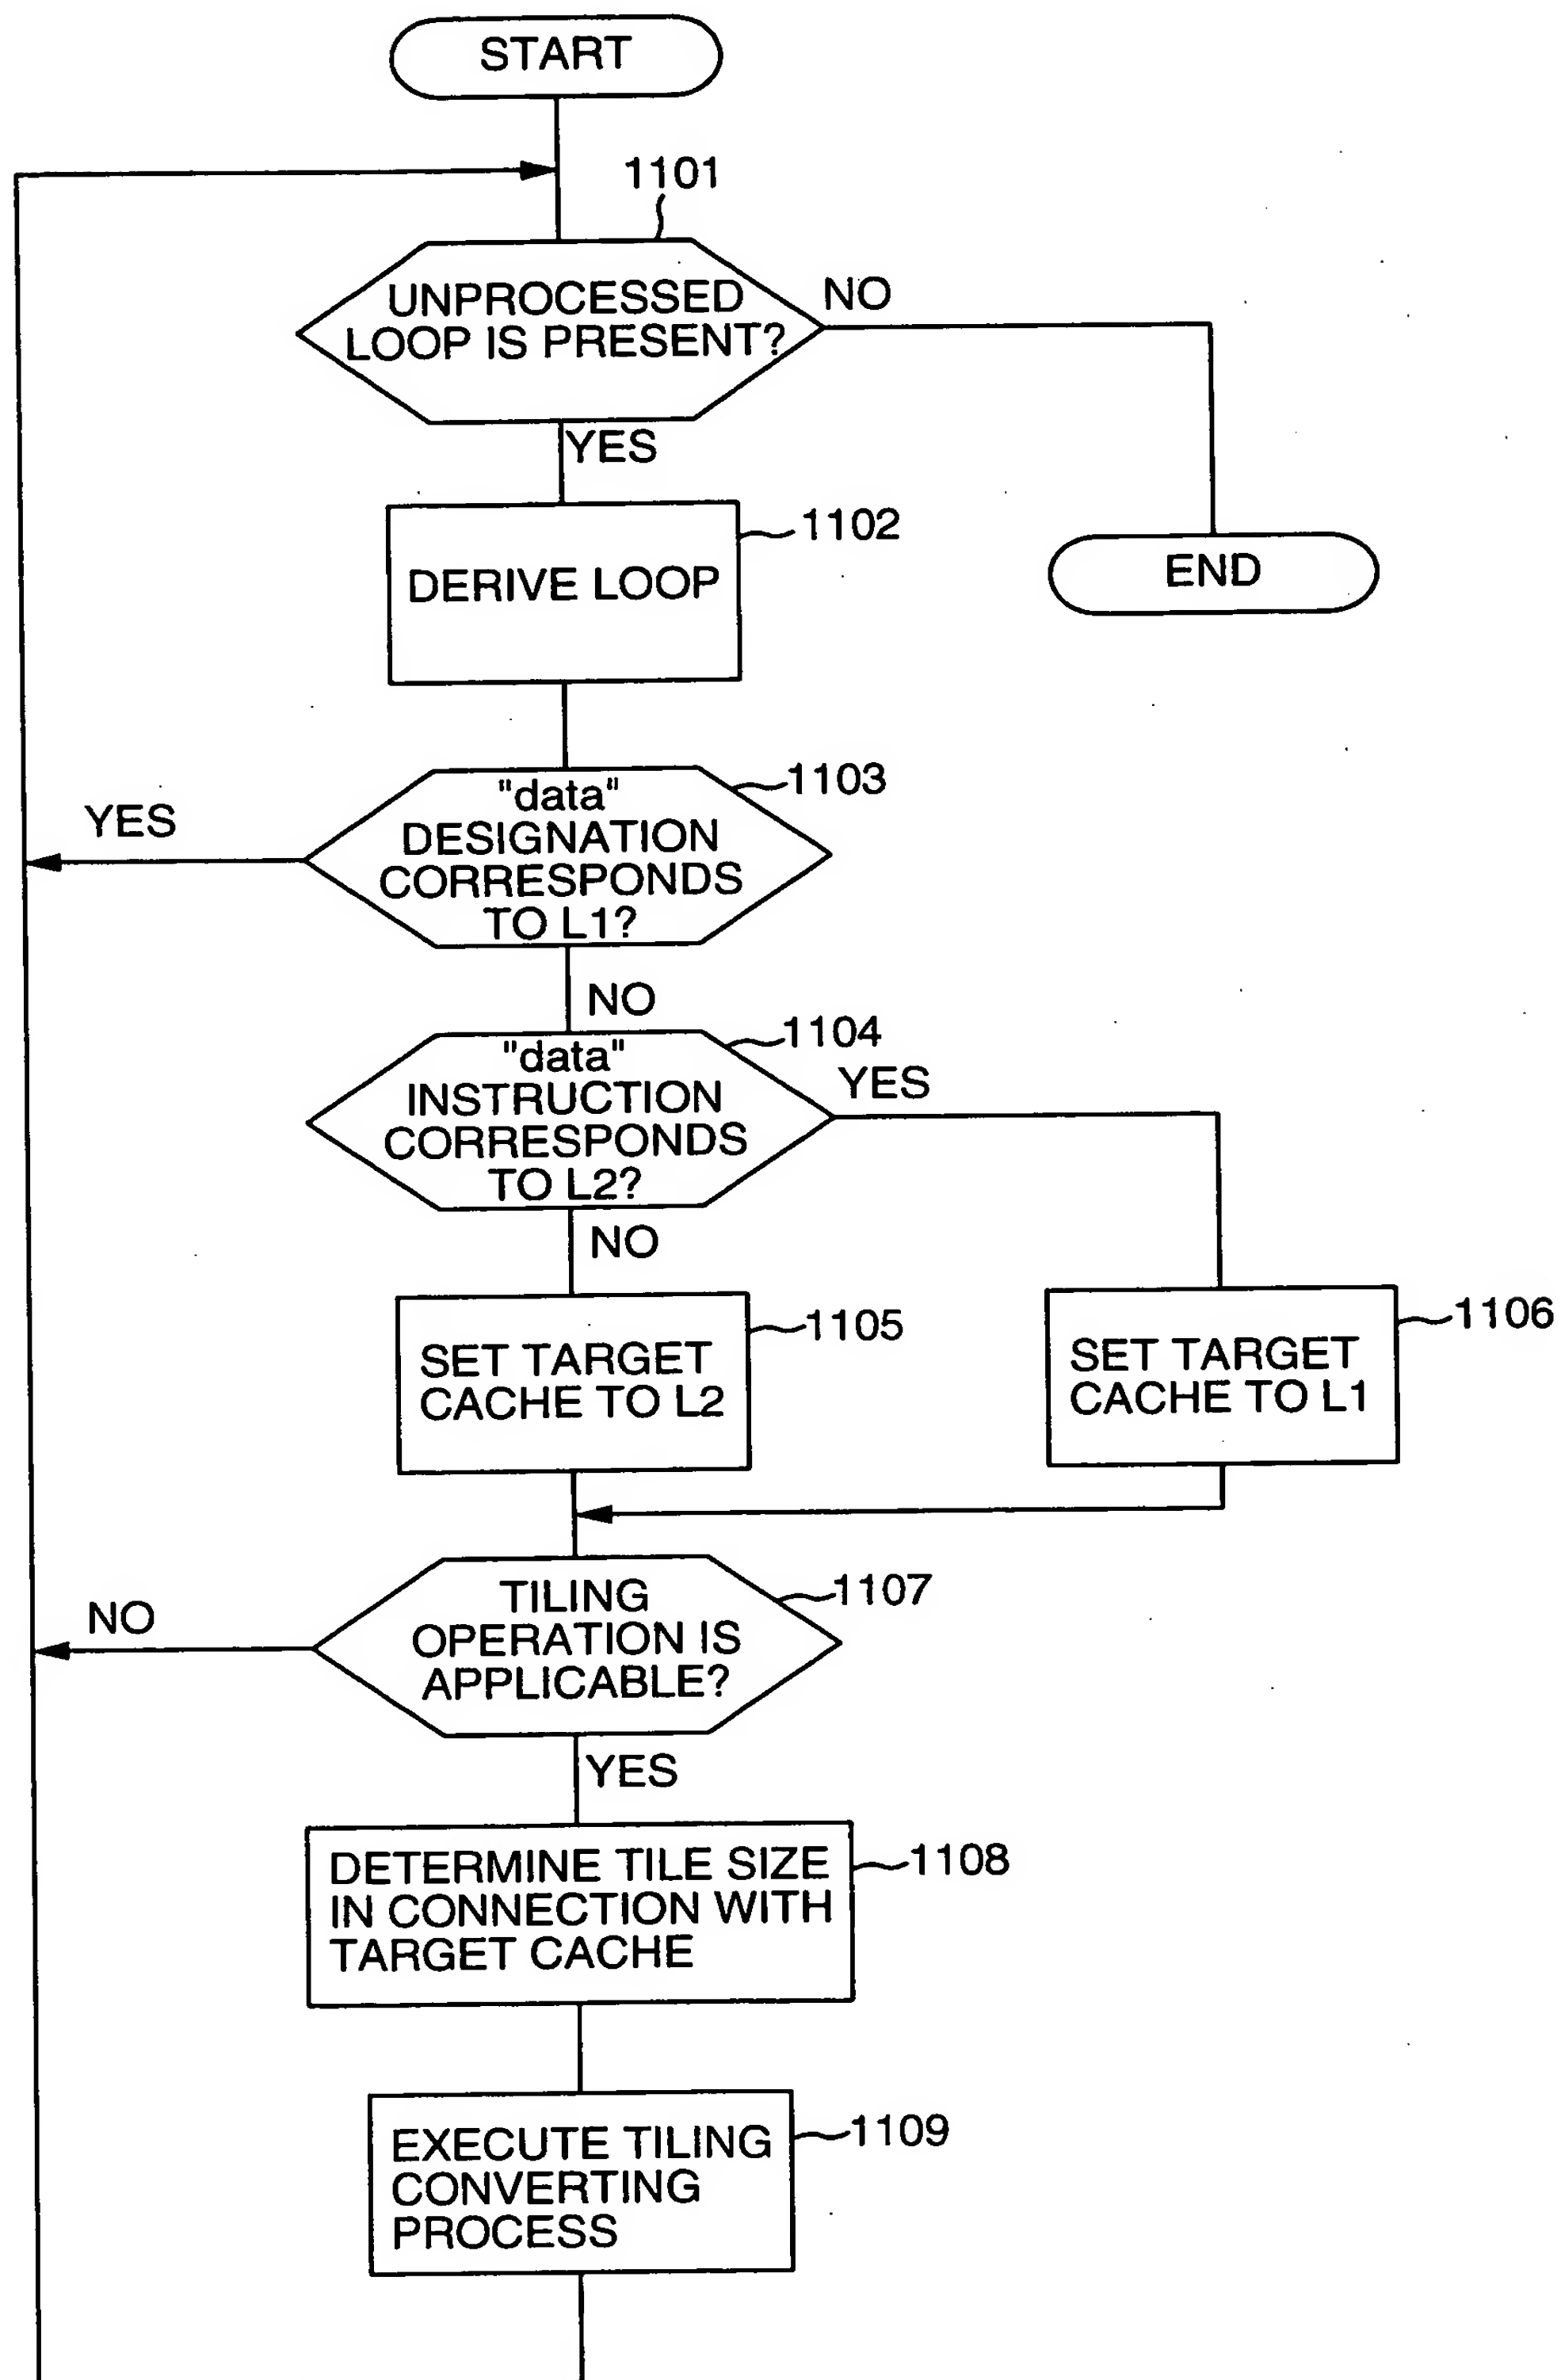 START
1101
UNPROCESSED
LOOP IS PRESENT?
NO
YES
1102
DERIVE LOOP
END
1103
"data"
DESIGNATION
CORRESPONDS
TO L1?
YES
NO
1104
"data"
INSTRUCTION
CORRESPONDS
TO L2?
YES
NO
1105
SET TARGET
CACHE TO L2
1106
SET TARGET
CACHE TO L1
1107
TILING
OPERATION IS
APPLICABLE?
NO
YES
1108
DETERMINE TILE SIZE
IN CONNECTION WITH
TARGET CACHE
1109
EXECUTE TILING
CONVERTING
PROCESS